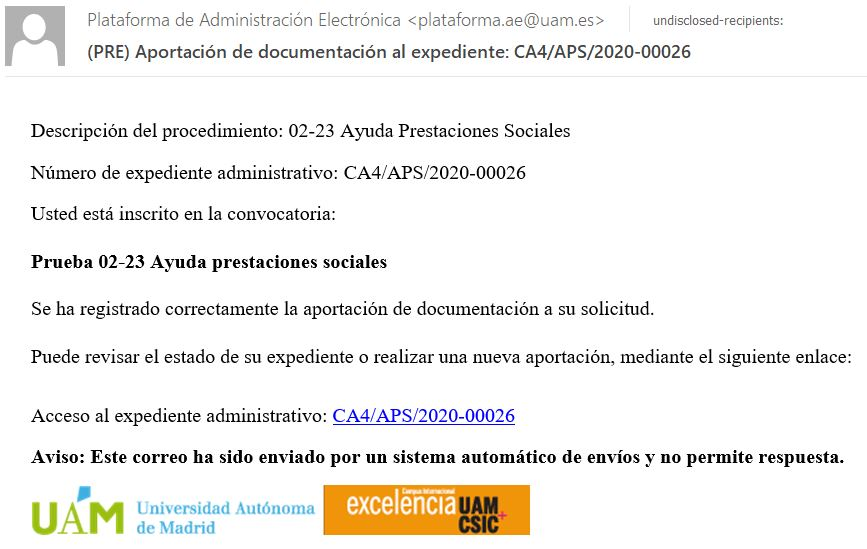 Plataforma de Administración Electrónica <plataforma.ae@uam.es>
undisclosed-recipients:
(PRE) Aportación de documentación al expediente: CA4/APS/2020-00026
Descripción del procedimiento: 02-23 Ayuda Prestaciones Sociales
Número de expediente administrativo: CA4/APS/2020-00026
Usted está inscrito en la convocatoria:
Prueba 02-23 Ayuda prestaciones sociales
Se ha registrado correctamente la aportación de documentación a su solicitud.
Puede revisar el estado de su expediente o realizar una nueva aportación, mediante el siguiente enlace:
Acceso al expediente administrativo: CA4/APS/2020-00026
Aviso: Este correo ha sido enviado por un sistema automático de envíos y no permite respuesta.
UAM
Universidad Autónoma
de Madrid
Campus Internacional
excelencia UAM
CSIC+